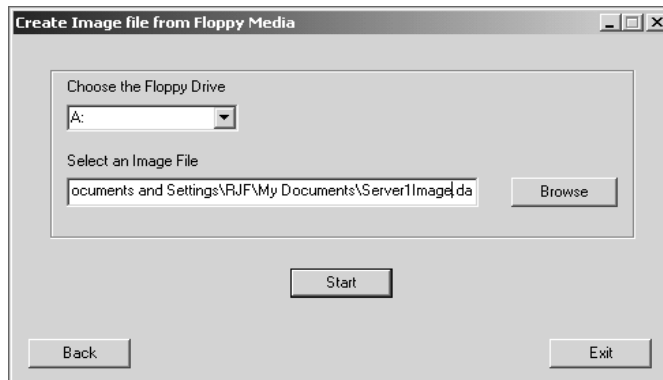 Create Image file from Floppy Media
Choose the Floppy Drive
A:
Select an Image File
ocuments and Settings\RJF\My Documents\Server1Image.da
Browse
Start
Back
Exit